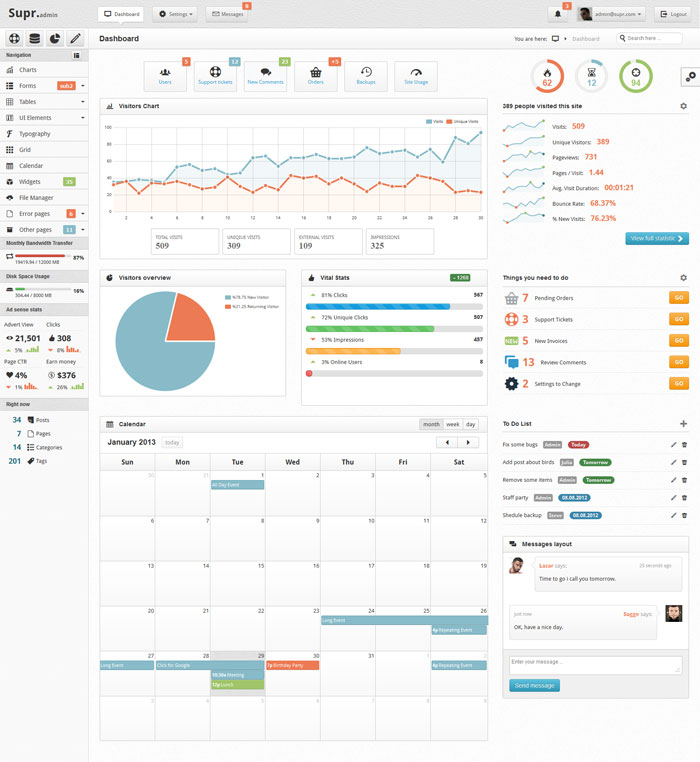 Supr.admin
Dashboard
Settings
8
Messages
3
admin@supr.com
Logout
Dashboard
You are here:
Dashboard
Search here ...
Navigation
Charts
Forms
sub2
Tables
UI Elements
Typography
Grid
Calendar
Widgets
35
File Manager
Error pages
6
Other pages
11
Monthly Bandwidth Transfer
87%
19419.94 / 12000 MB
Disk Space Usage
16%
304.44 / 8000 MB
Ad sense stats
Advert View
Clicks
21,501
308
5%
8%
Page CTR
Earn money
4%
$376
1%
26%
Right now
34 Posts
7 Pages
14 Categories
201 Tags
5
Users
12
Support tickets
23
New Comments
+5
Orders
Backups
Site Usage
62
12
94
Visitors Chart
Visits
Unique Visits
100
80
60
40
20
0
2 4 6 8 10 12 14 16 18 20 22 24 26 28 30
TOTAL VISITS
509
UNIQUE VISITS
309
EXTERNAL VISITS
109
IMPRESSIONS
325
389 people visited this site
Visits: 509
Unique Visitors: 389
Pageviews: 731
Pages / Visit: 1.44
Avg. Visit Duration: 00:01:21
Bounce Rate: 68.37%
% New Visits: 76.23%
View full statistic
Visitors overview
%78.75 New Visitor
%21.25 Returning Visitor
Vital Stats
1268
81% Clicks
567
72% Unique Clicks
507
53% Impressions
457
3% Online Users
8
Things you need to do
7 Pending Orders
GO
3 Support Tickets
GO
NEW 5 New Invoices
GO
13 Review Comments
GO
2 Settings to Change
GO
Calendar
month
week
day
January 2013
today
Sun Mon Tue Wed Thu Fri Sat
30 31 1 2 3 4 5
All Day Event
6 7 8 9 10 11 12
13 14 15 16 17 18 19
20 21 22 23 24 25 26
Long Event
4p Repeating Event
27 28 29 30 31 1 2
Long Event
Click for Google
7p Birthday Party
4p Repeating Event
10:30a Meeting
12p Lunch
3 4 5 6 7 8 9
To Do List
Fix some bugs Admin Today
Add post about birds Julia Tomorrow
Remove some items Admin Tomorrow
Staff party Admin 08.08.2012
Shedule backup Steve 08.08.2012
Messages layout
Lazar says:
25 seconds ago
Time to go i call you tomorrow.
just now
Sugge says:
OK, have a nice day.
Enter your message ...
Send message